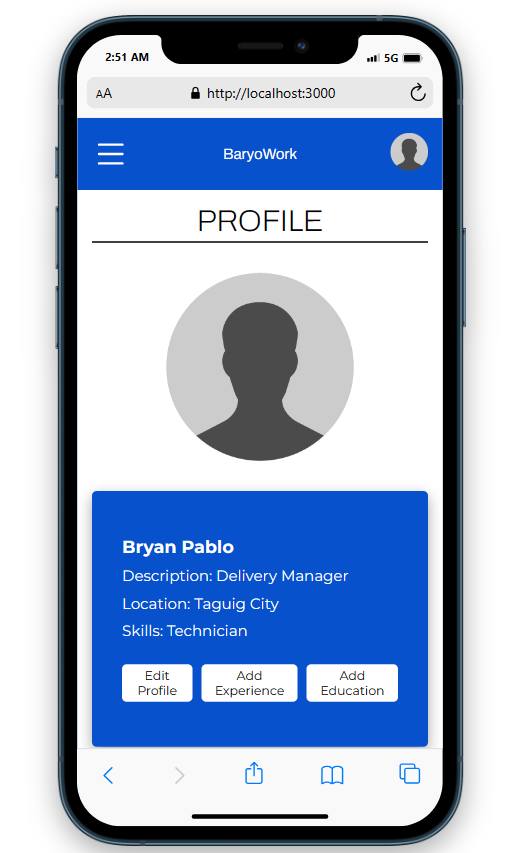 2:51 AM 5G
AA http://localhost:3000
BaryoWork
PROFILE
Bryan Pablo
Description: Delivery Manager
Location: Taguig City
Skills: Technician
Edit Profile
Add Experience
Add Education